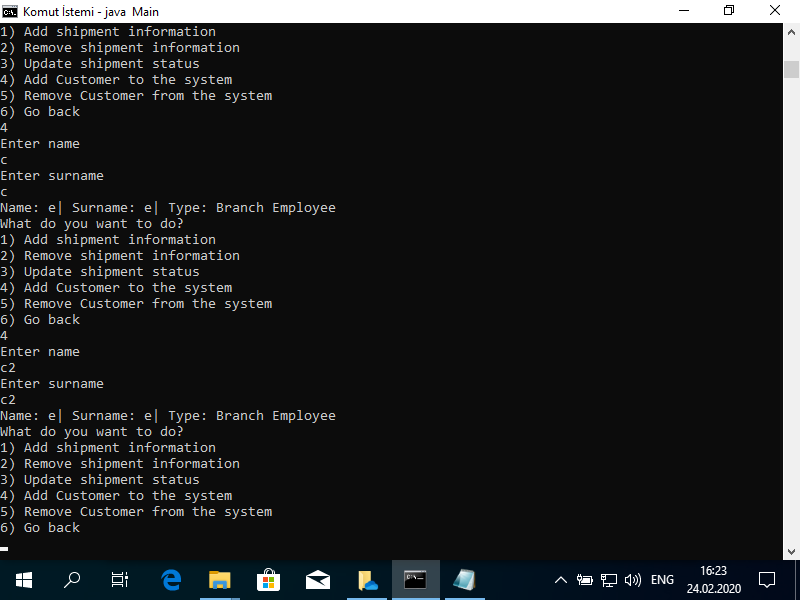 Komut İstemi - java  Main
1) Add shipment information
2) Remove shipment information
3) Update shipment status
4) Add Customer to the system
5) Remove Customer from the system
6) Go back
4
Enter name
c
Enter surname
c
Name: e| Surname: e| Type: Branch Employee
What do you want to do?
1) Add shipment information
2) Remove shipment information
3) Update shipment status
4) Add Customer to the system
5) Remove Customer from the system
6) Go back
4
Enter name
c2
Enter surname
c2
Name: e| Surname: e| Type: Branch Employee
What do you want to do?
1) Add shipment information
2) Remove shipment information
3) Update shipment status
4) Add Customer to the system
5) Remove Customer from the system
6) Go back
ENG
16:23
24.02.2020